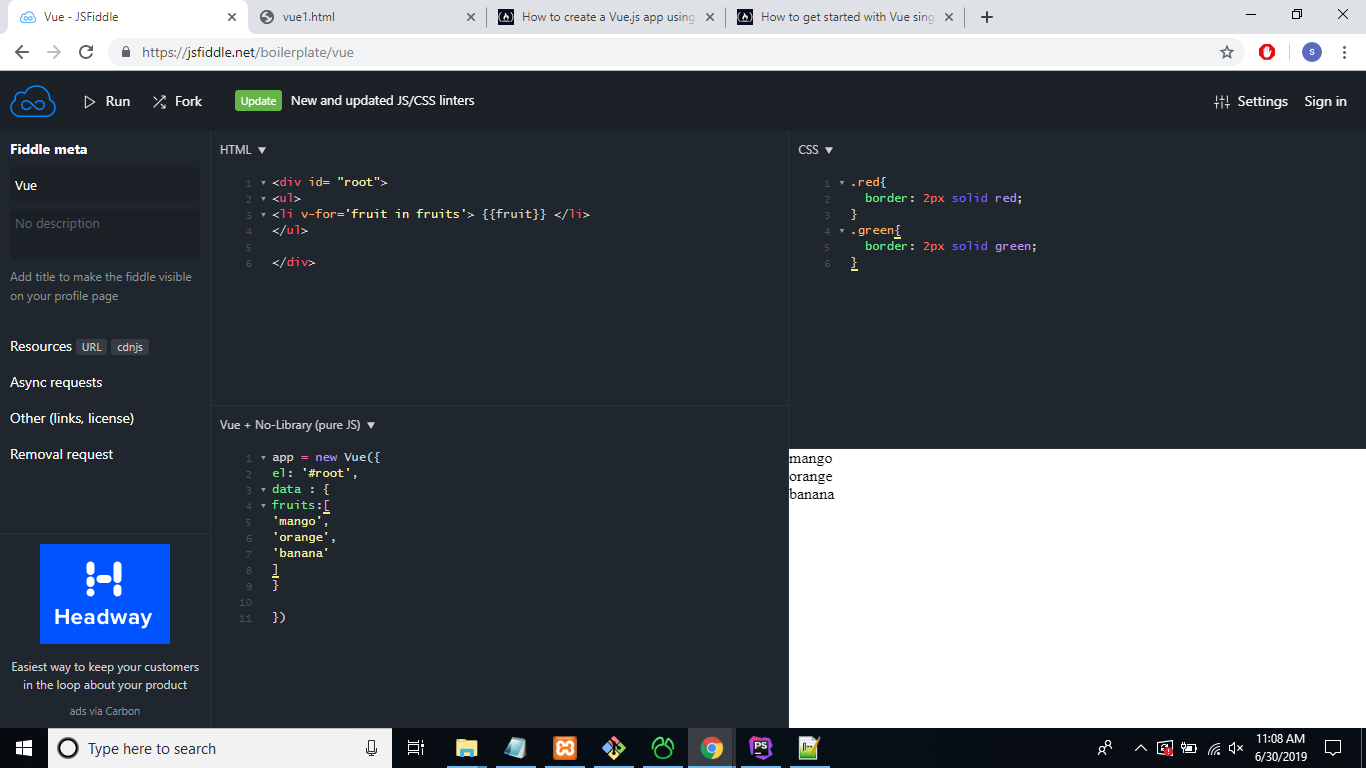 Vue - JSFiddle
vue1.html
How to create a Vue.js app using
How to get started with Vue sing
https://jsfiddle.net/boilerplate/vue
S
Run
Fork
Update
New and updated JS/CSS linters
Settings
Sign in
Fiddle meta
Vue
No description
Add title to make the fiddle visible
on your profile page
Resources URL cdnjs
Async requests
Other (links, license)
Removal request
Headway
Easiest way to keep your customers
in the loop about your product
ads via Carbon
HTML
1 <div id= "root">
2 <ul>
3 <li v-for='fruit in fruits'> {{fruit}} </li>
4 </ul>
5
6 </div>
Vue + No-Library (pure JS)
1 app = new Vue({
2 el: '#root',
3 data : {
4 fruits:[
5 'mango',
6 'orange',
7 'banana'
8 ]
9 }
10
11 })
CSS
1 .red{
2 border: 2px solid red;
3 }
4 .green{
5 border: 2px solid green;
6 }
mango
orange
banana
Type here to search
PS
11:08 AM
6/30/2019